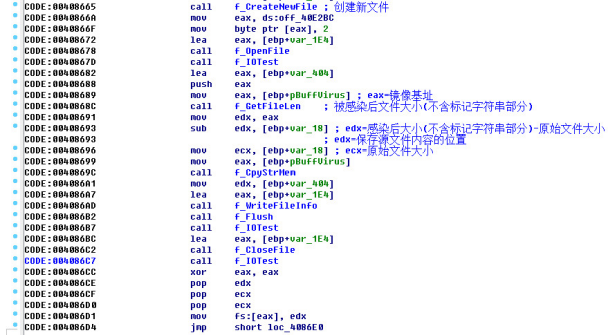 CODE:00408665 call f_CreateNewFile ; 创建新文件
CODE:0040866A mov eax, ds:off_40E2BC
CODE:0040866F mov byte ptr [eax], 2
CODE:00408672 lea eax, [ebp+var_1E4]
CODE:00408678 call f_OpenFile
CODE:0040867D call f_IOTest
CODE:00408682 lea eax, [ebp+var_404]
CODE:00408688 push eax
CODE:00408689 mov eax, [ebp+pBuffVirus] ; eax=镜像基址
CODE:0040868C call f_GetFileLen ; 被感染后文件大小(不含标记字符串部分)
CODE:00408691 mov edx, eax
CODE:00408693 sub edx, [ebp+var_18] ; edx=感染后大小(不含标记字符串部分)-原始文件大小
CODE:00408693 ; edx=保存源文件内容的位置
CODE:00408696 mov ecx, [ebp+var_18] ; ecx=原始文件大小
CODE:00408699 mov eax, [ebp+pBuffVirus]
CODE:0040869C call f_CpyStrMem
CODE:004086A1 mov edx, [ebp+var_404]
CODE:004086A7 lea eax, [ebp+var_1E4]
CODE:004086AD call f_WriteFileInfo
CODE:004086B2 call f_Flush
CODE:004086B7 call f_IOTest
CODE:004086BC lea eax, [ebp+var_1E4]
CODE:004086C2 call f_CloseFile
CODE:004086C7 call f_IOTest
CODE:004086CC xor eax, eax
CODE:004086CE pop edx
CODE:004086CF pop ecx
CODE:004086D0 pop ecx
CODE:004086D1 mov fs:[eax], edx
CODE:004086D4 jmp short loc_4086E0